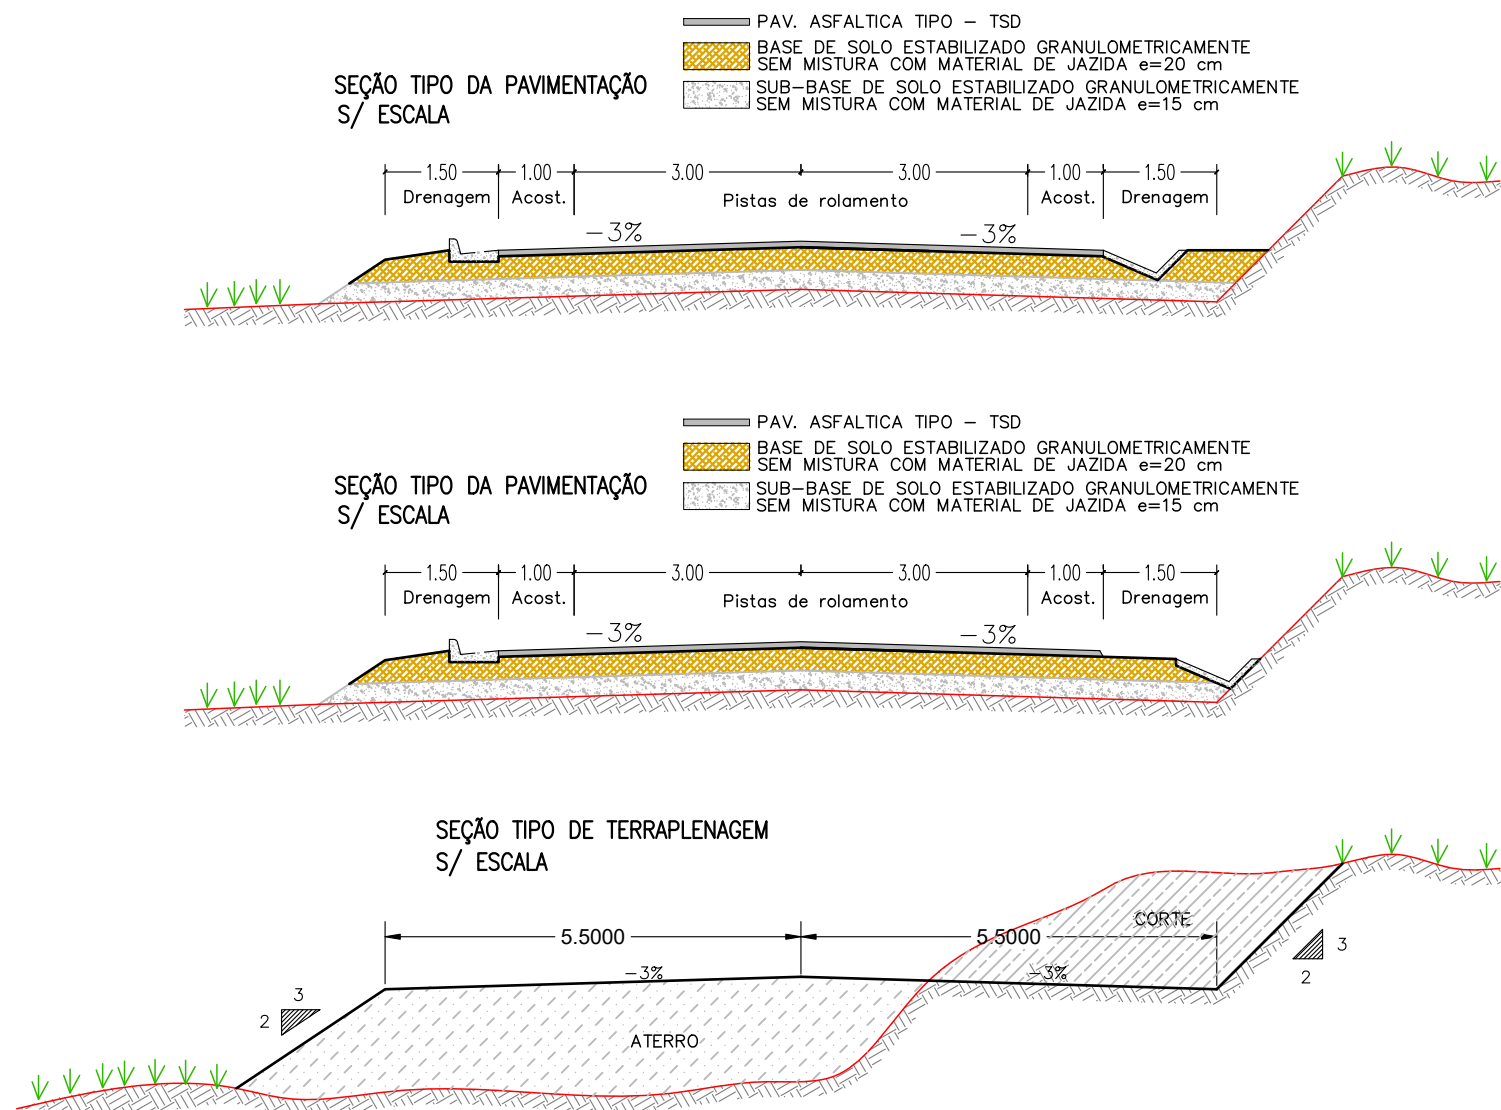 PAV. ASFALTICA TIPO – TSD
BASE DE SOLO ESTABILIZADO GRANULOMETRICAMENTE
SEM MISTURA COM MATERIAL DE JAZIDA e=20 cm
SUB-BASE DE SOLO ESTABILIZADO GRANULOMETRICAMENTE
SEM MISTURA COM MATERIAL DE JAZIDA e=15 cm
SEÇÃO TIPO DA PAVIMENTAÇÃO
S/ ESCALA
1.50 1.00 3.00 3.00 1.00 1.50
Drenagem Acost. Pistas de rolamento Acost. Drenagem
-3% -3%
PAV. ASFALTICA TIPO – TSD
BASE DE SOLO ESTABILIZADO GRANULOMETRICAMENTE
SEM MISTURA COM MATERIAL DE JAZIDA e=20 cm
SUB-BASE DE SOLO ESTABILIZADO GRANULOMETRICAMENTE
SEM MISTURA COM MATERIAL DE JAZIDA e=15 cm
SEÇÃO TIPO DA PAVIMENTAÇÃO
S/ ESCALA
1.50 1.00 3.00 3.00 1.00 1.50
Drenagem Acost. Pistas de rolamento Acost. Drenagem
-3% -3%
SEÇÃO TIPO DE TERRAPLENAGEM
S/ ESCALA
CORTE
5.5000 5.5000
3
2
-3% -3%
3
2
ATERRO